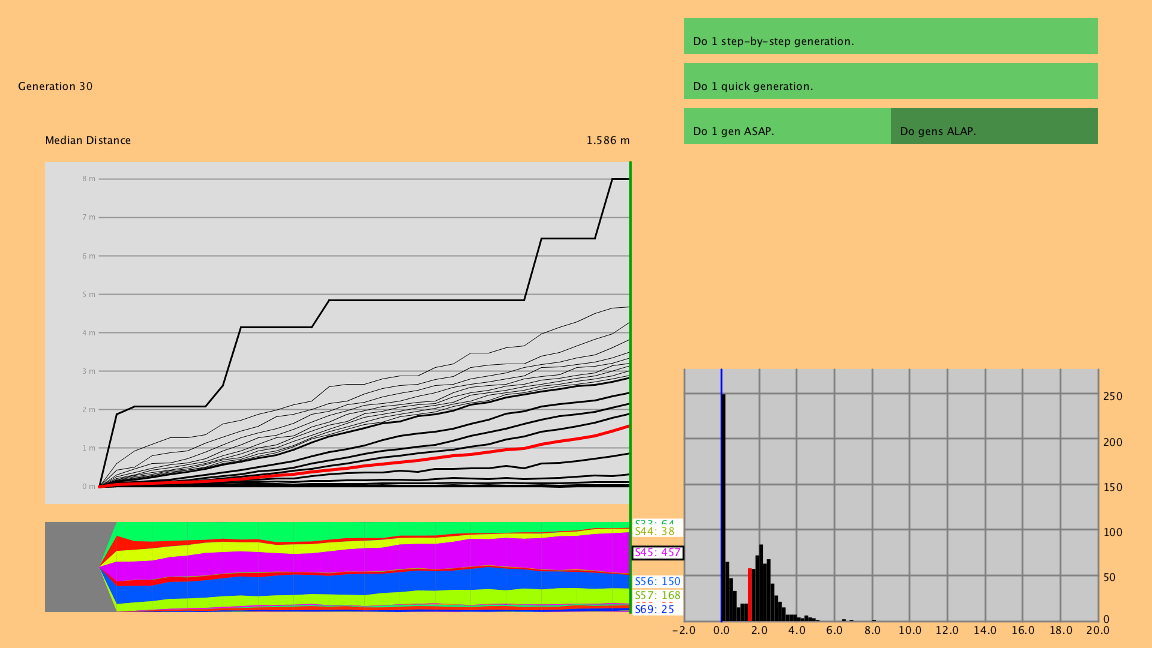 Do 1 step-by-step generation.
Generation 30
Do 1 quick generation.
Do 1 gen ASAP.
Do gens ALAP.
Median Distance
1.586 m
8 m
7 m
6 m
5 m
4 m
3 m
2 m
1 m
0 m
S33: 64
S44: 38
S45: 457
S56: 150
S57: 168
S69: 25
250
200
150
100
50
0
-2.0 0.0 2.0 4.0 6.0 8.0 10.0 12.0 14.0 16.0 18.0 20.0